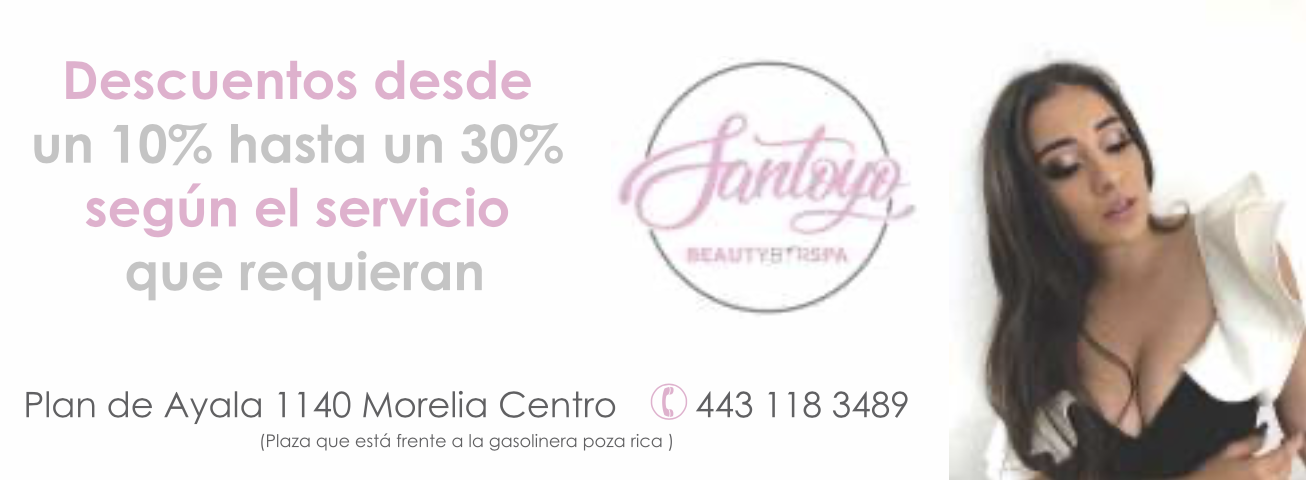 Descuentos desde
un 10% hasta un 30%
según el servicio
que requieran
Santoyo
BEAUTYBARSPA
Plan de Ayala 1140 Morelia Centro 443 118 3489
(Plaza que está frente a la gasolinera poza rica )